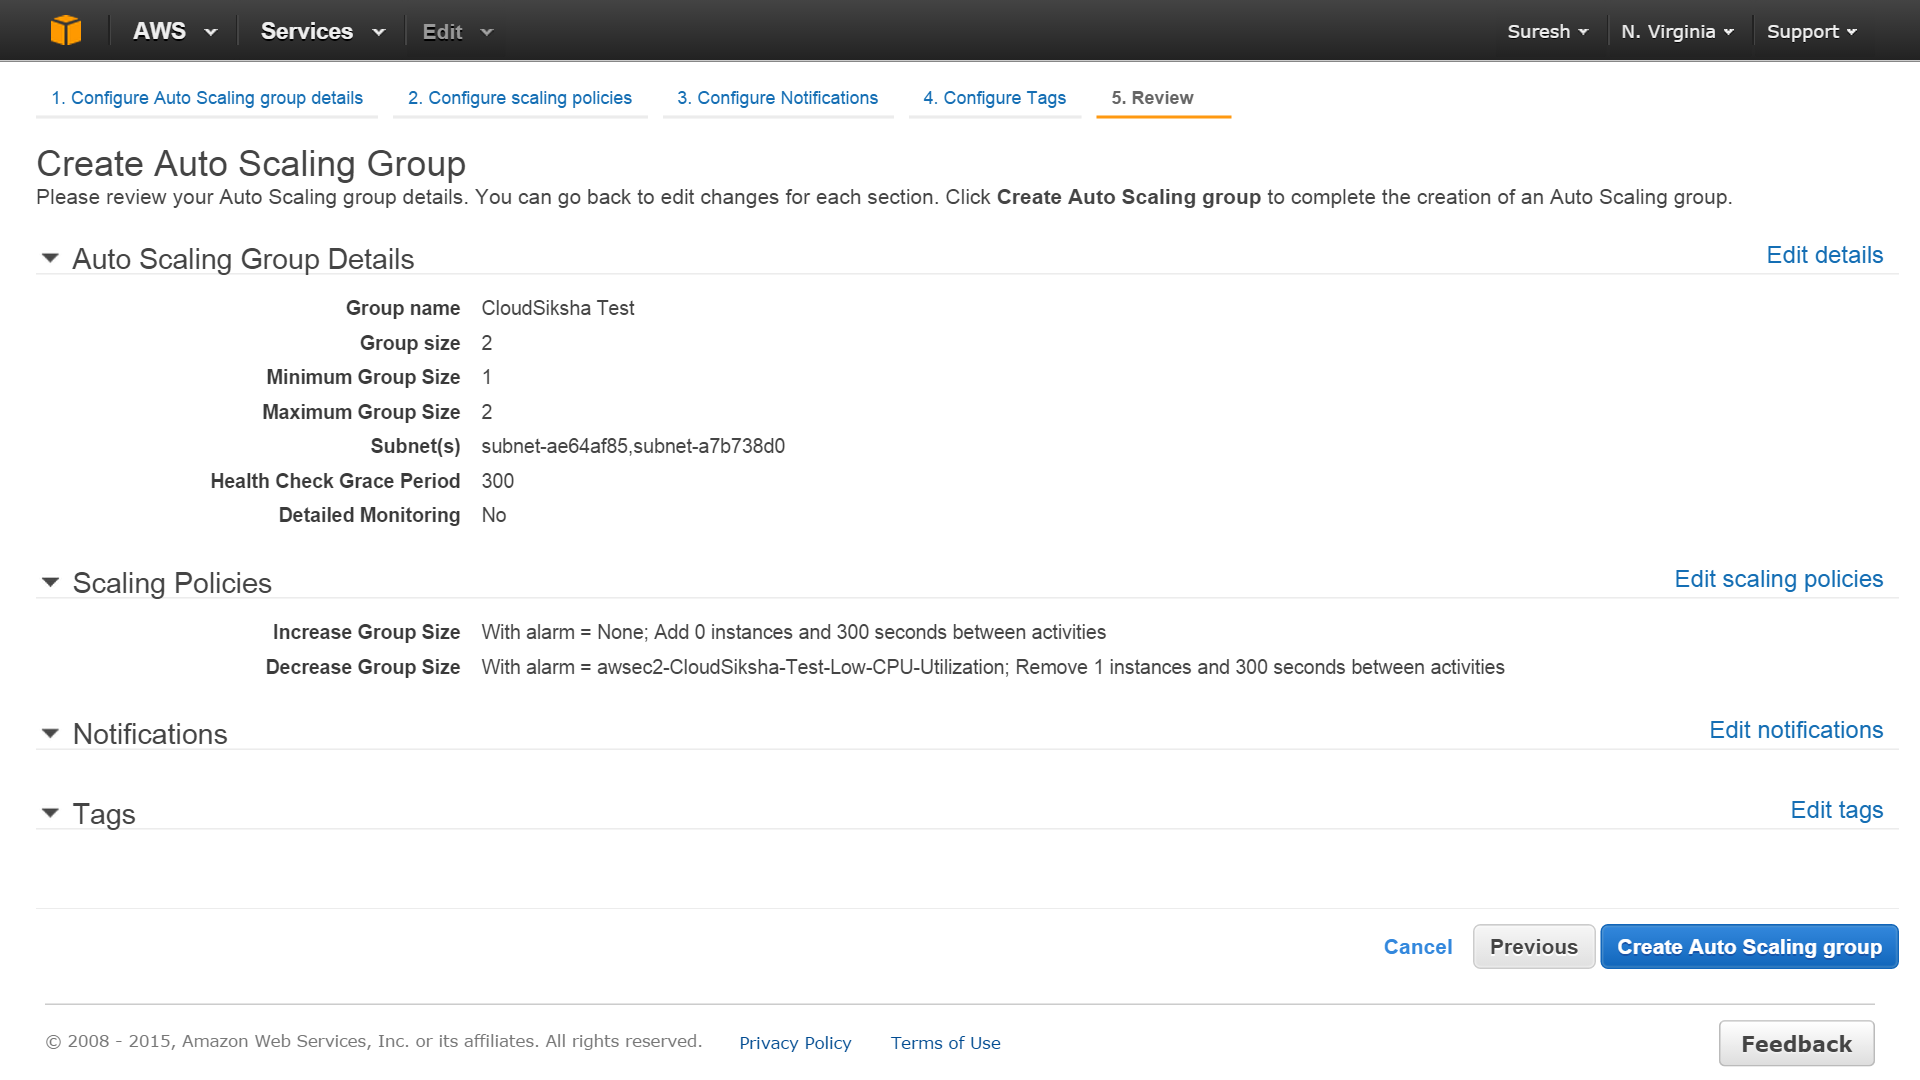 AWS Services Edit Suresh N. Virginia Support
1. Configure Auto Scaling group details 2. Configure scaling policies 3. Configure Notifications 4. Configure Tags 5. Review
Create Auto Scaling Group
Please review your Auto Scaling group details. You can go back to edit changes for each section. Click Create Auto Scaling group to complete the creation of an Auto Scaling group.
Auto Scaling Group Details Edit details
Group name CloudSiksha Test
Group size 2
Minimum Group Size 1
Maximum Group Size 2
Subnet(s) subnet-ae64af85,subnet-a7b738d0
Health Check Grace Period 300
Detailed Monitoring No
Scaling Policies Edit scaling policies
Increase Group Size With alarm = None; Add 0 instances and 300 seconds between activities
Decrease Group Size With alarm = awsec2-CloudSiksha-Test-Low-CPU-Utilization; Remove 1 instances and 300 seconds between activities
Notifications Edit notifications
Tags Edit tags
Cancel Previous Create Auto Scaling group
© 2008 - 2015, Amazon Web Services, Inc. or its affiliates. All rights reserved. Privacy Policy Terms of Use Feedback